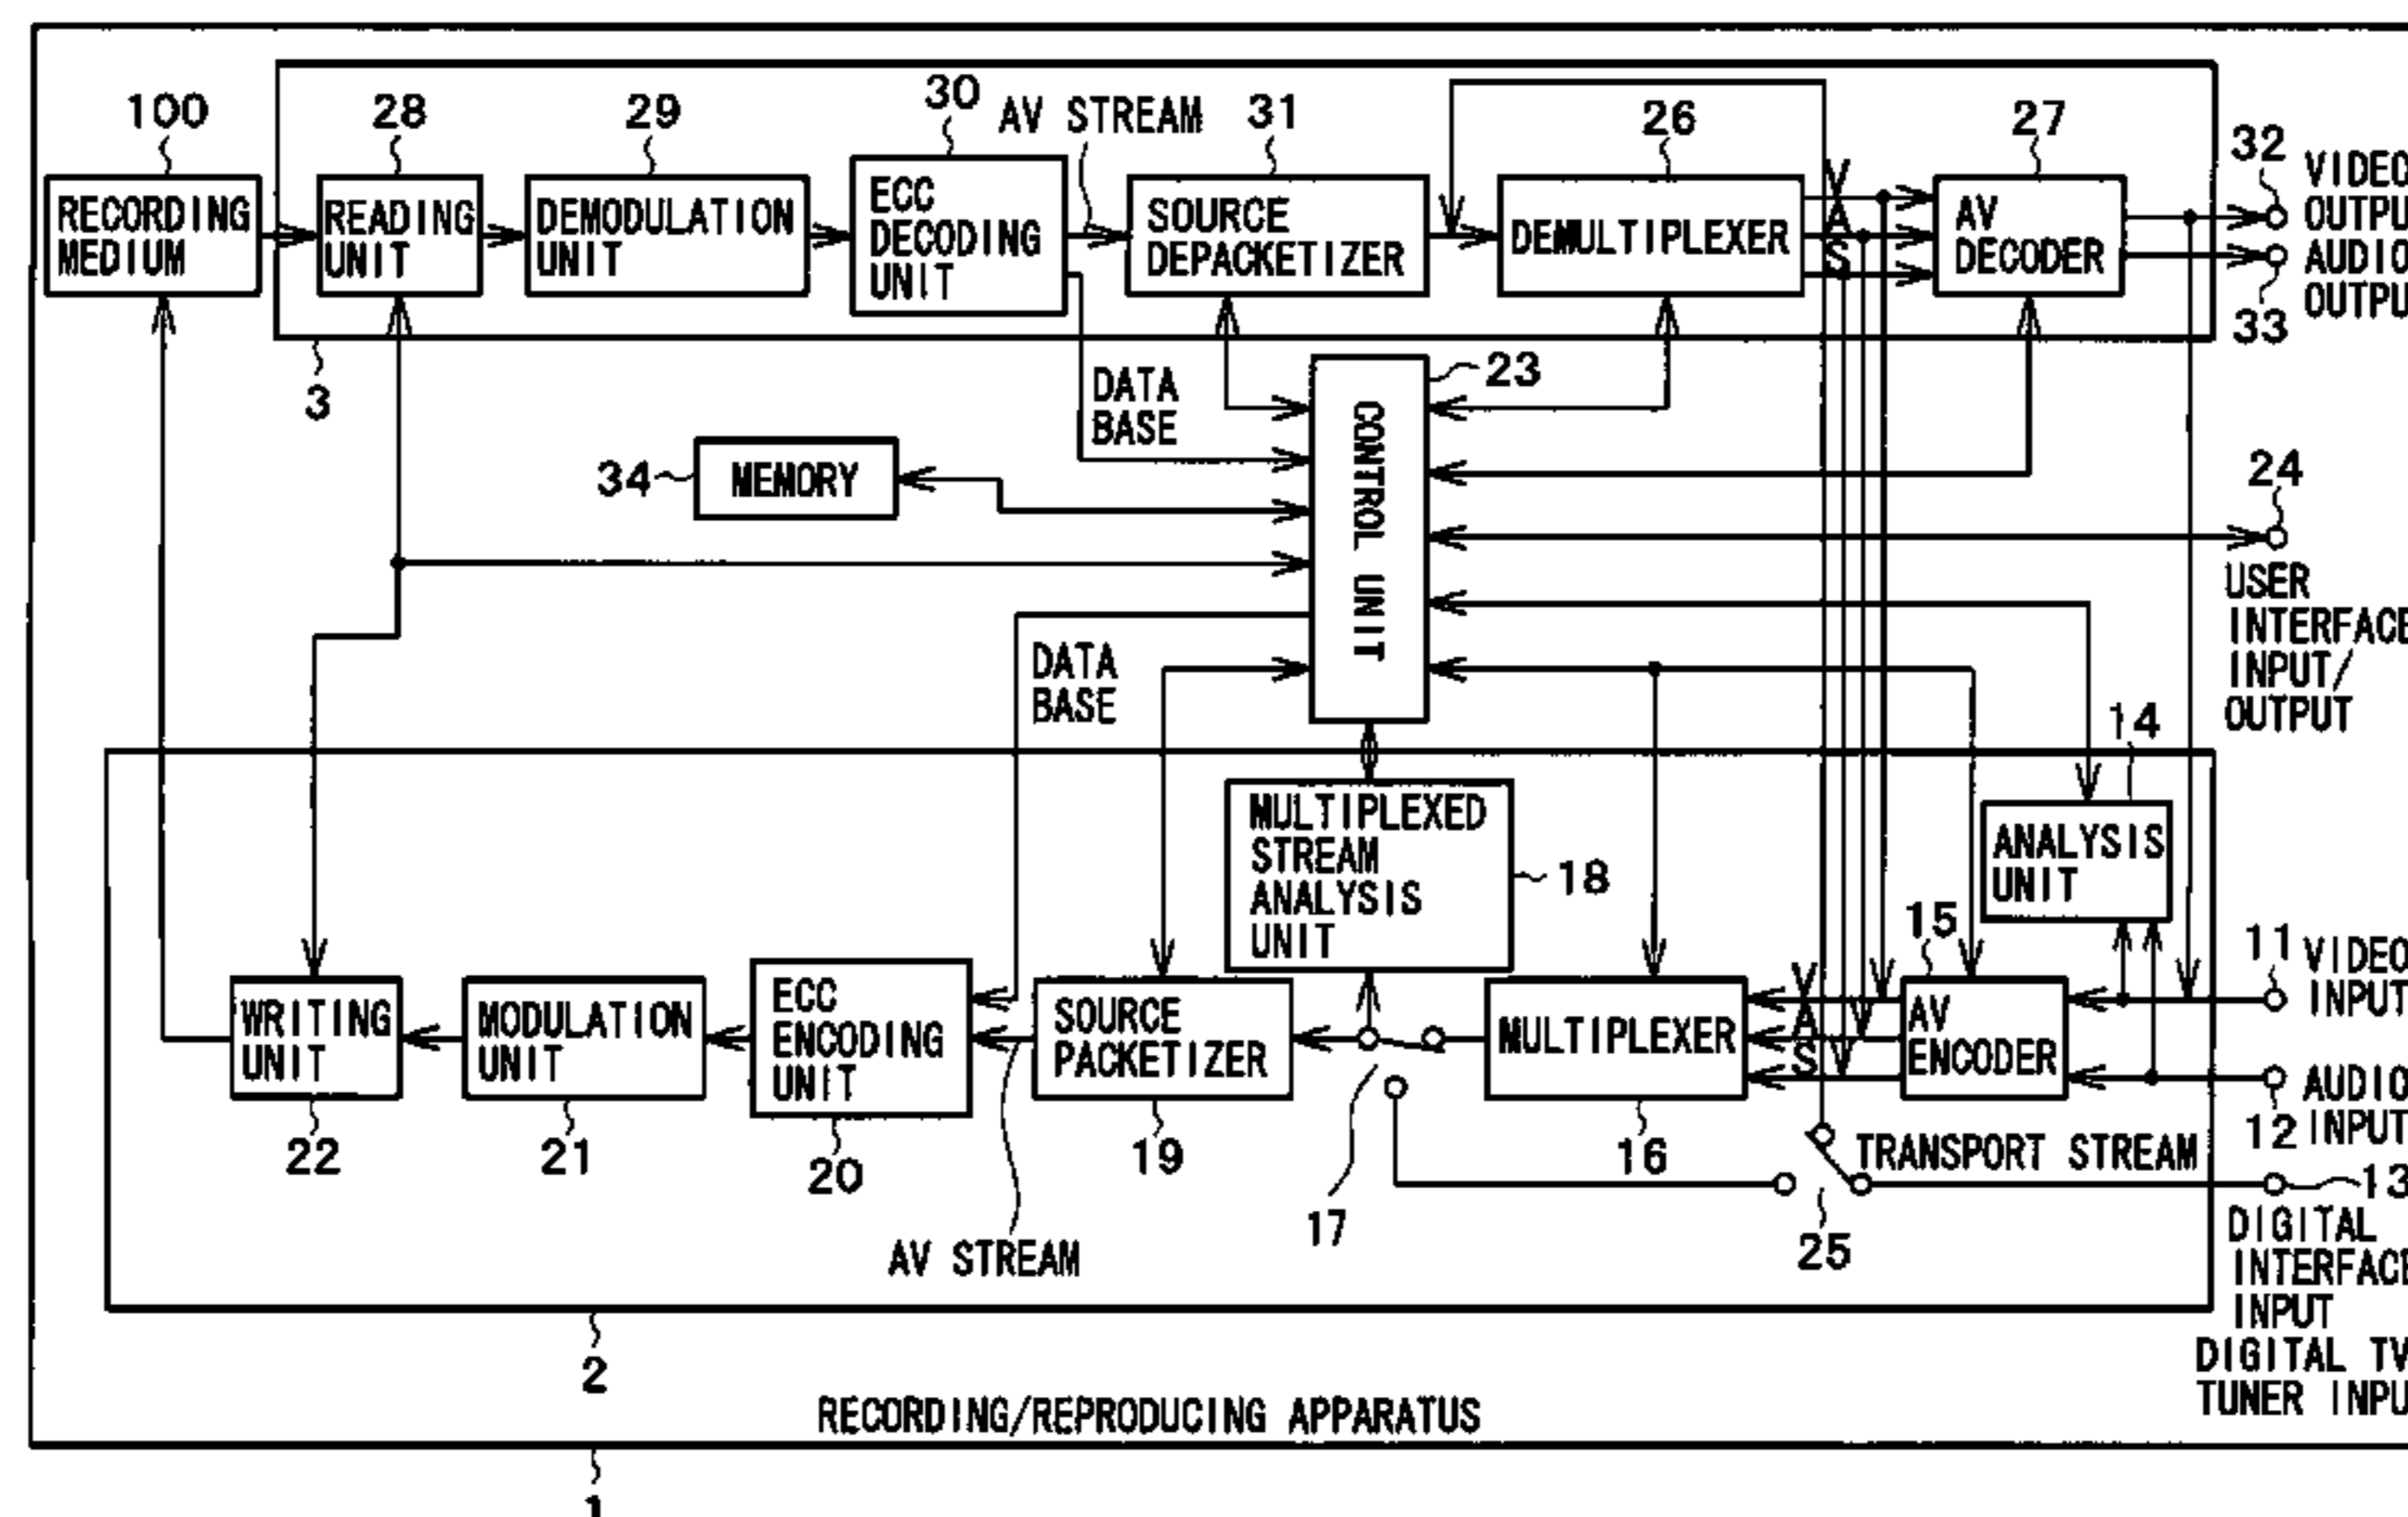 100
28
29
30
AV STREAM
31
26
27
32
VIDEO
OUTPU
33
AUDIO
OUTPU
RECORDING
MEDIUM
READING
UNIT
DEMODULATION
UNIT
ECC
DECODING
UNIT
SOURCE
DEPACKETIZER
DEMULTIPLEXER
V
A
S
AV
DECODER
3
DATA
BASE
23
CONTROL UNIT
34
MEMORY
24
USER
INTERFACE
INPUT/
OUTPUT
DATA
BASE
14
ANALYSIS
UNIT
MULTIPLEXED
STREAM
ANALYSIS
UNIT
18
15
11
VIDEO
INPUT
WRITING
UNIT
MODULATION
UNIT
ECC
ENCODING
UNIT
SOURCE
PACKETIZER
MULTIPLEXER
V
A
S
AV
ENCODER
AUDIO
INPUT
12
22
21
20
19
17
16
TRANSPORT STREAM
13
25
AV STREAM
DIGITAL
INTERFACE
INPUT
DIGITAL TV
TUNER INPU
2
RECORDING/REPRODUCING APPARATUS
1